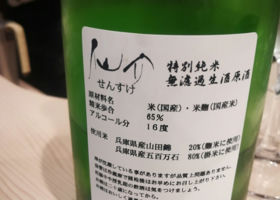 仙介
特別純米
無濾過生酒原酒
せんすけ
原材料名 米(国産)・米麹(国産米)
精米歩合 65%
アルコール分 16度
使用米 兵庫県産山田錦 20%(麹米に使用)
兵庫県産五百万石 80%(掛米に使用)